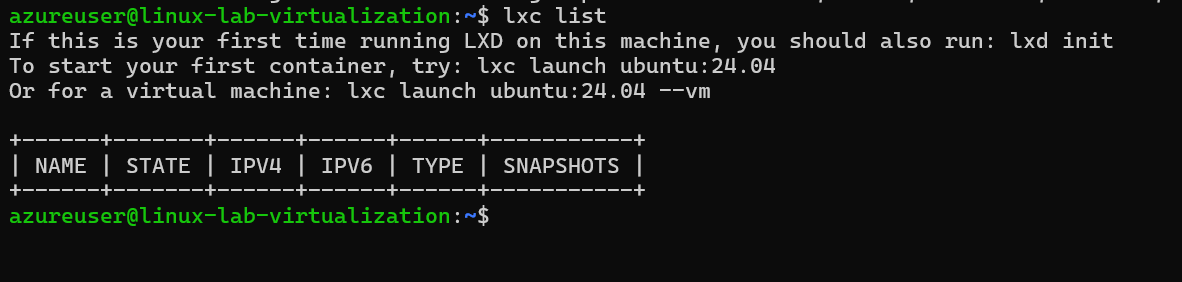 azureuser@linux-lab-virtualization:~$ lxc list
If this is your first time running LXD on this machine, you should also run: lxd init
To start your first container, try: lxc launch ubuntu:24.04
Or for a virtual machine: lxc launch ubuntu:24.04 --vm
+------+-------+------+------+------+-----------+
| NAME | STATE | IPV4 | IPV6 | TYPE | SNAPSHOTS |
+------+-------+------+------+------+-----------+
azureuser@linux-lab-virtualization:~$